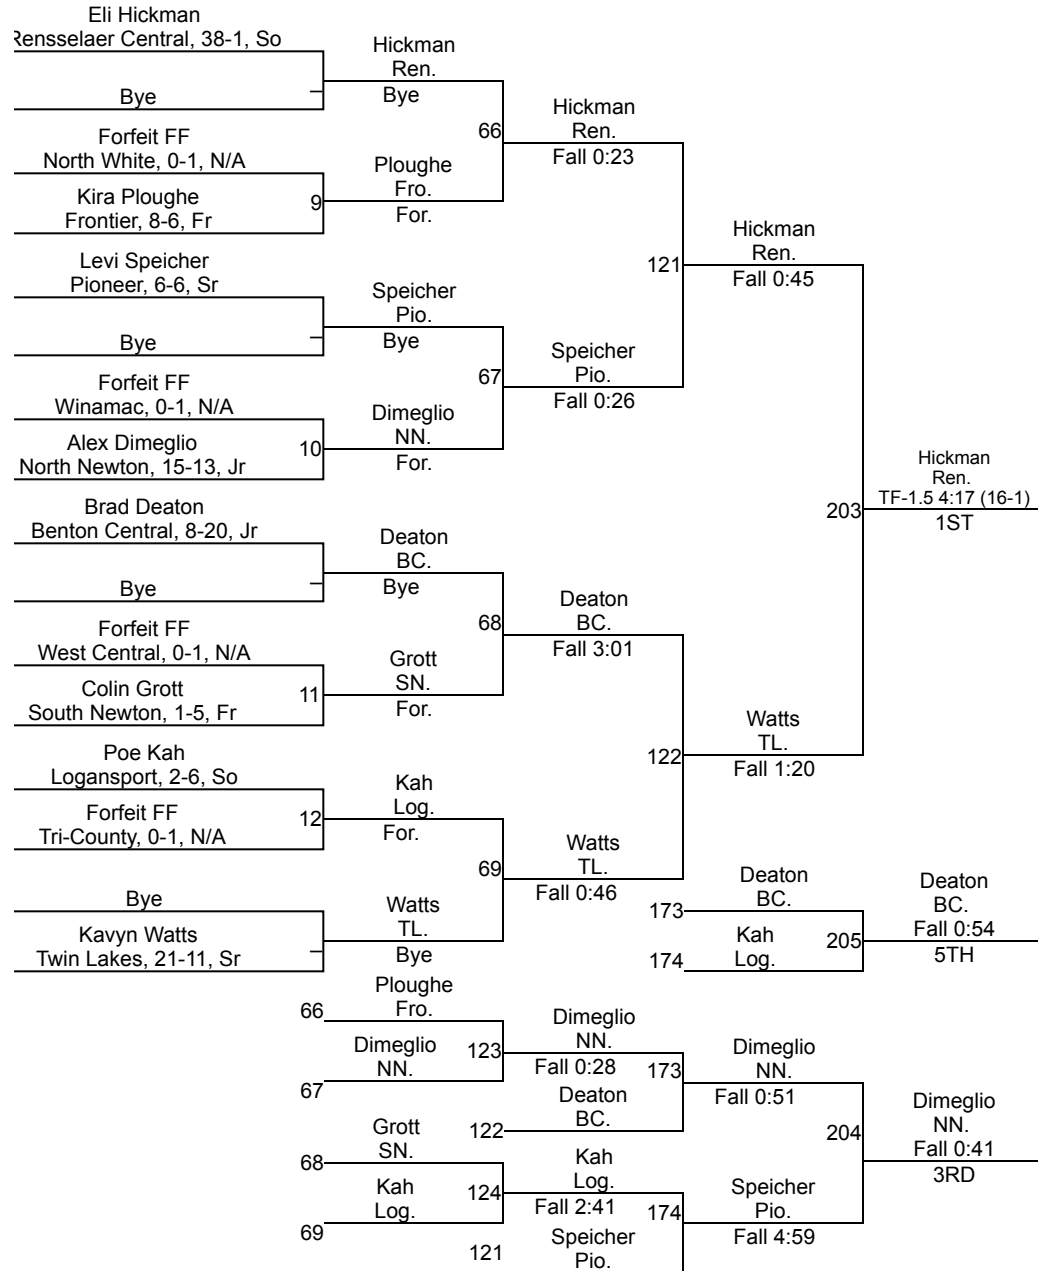 Eli Hickman
Rensselaer Central, 38-1, So
Bye
Forfeit FF
North White, 0-1, N/A
Kira Ploughe
Frontier, 8-6, Fr
9
Levi Speicher
Pioneer, 6-6, Sr
Bye
Forfeit FF
Winamac, 0-1, N/A
Alex Dimeglio
North Newton, 15-13, Jr
10
Brad Deaton
Benton Central, 8-20, Jr
Bye
Forfeit FF
West Central, 0-1, N/A
Colin Grott
South Newton, 1-5, Fr
11
Poe Kah
Logansport, 2-6, So
Forfeit FF
Tri-County, 0-1, N/A
12
Bye
Kavyn Watts
Twin Lakes, 21-11, Sr
Hickman
Ren.
Bye
66
Ploughe
Fro.
For.
Speicher
Pio.
Bye
67
Dimeglio
NN.
For.
Deaton
BC.
Bye
68
Grott
SN.
For.
Kah
Log.
For.
69
Watts
TL.
Bye
Hickman
Ren.
Fall 0:23
121
Speicher
Pio.
Fall 0:26
Deaton
BC.
Fall 3:01
122
Watts
TL.
Fall 0:46
Hickman
Ren.
Fall 0:45
203
Watts
TL.
Fall 1:20
Hickman
Ren.
TF-1.5 4:17 (16-1)
1ST
173
Deaton
BC.
174
Kah
Log.
205
Deaton
BC.
Fall 0:54
5TH
66
Ploughe
Fro.
67
Dimeglio
NN.
123
Dimeglio
NN.
Fall 0:28
122
Deaton
BC.
173
Dimeglio
NN.
Fall 0:51
68
Grott
SN.
69
Kah
Log.
124
Kah
Log.
Fall 2:41
121
Speicher
Pio.
174
Speicher
Pio.
Fall 4:59
204
Dimeglio
NN.
Fall 0:41
3RD